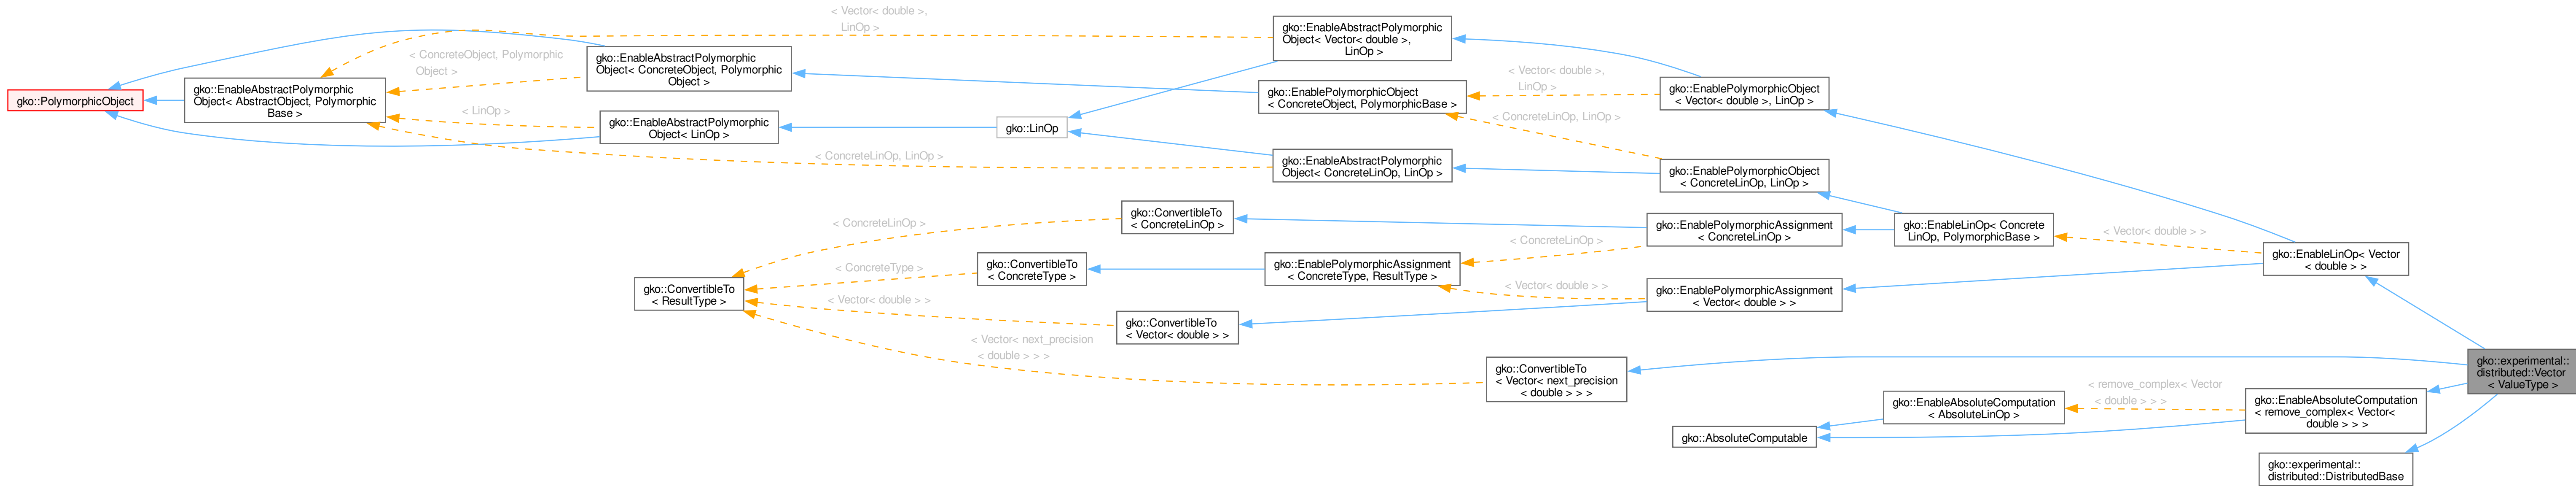 gko::PolymorphicObject
gko::EnableAbstractPolymorphic
Object< AbstractObject, Polymorphic
Base >
< Vector< double >,
LinOp >
< ConcreteObject, Polymorphic
Object >
< LinOp >
< ConcreteLinOp, LinOp >
gko::EnableAbstractPolymorphic
Object< ConcreteObject, Polymorphic
Object >
gko::EnableAbstractPolymorphic
Object< LinOp >
gko::LinOp
gko::EnableAbstractPolymorphic
Object< Vector< double >,
LinOp >
gko::EnablePolymorphicObject
< ConcreteObject, PolymorphicBase >
gko::EnableAbstractPolymorphic
Object< ConcreteLinOp, LinOp >
< Vector< double >,
LinOp >
< ConcreteLinOp, LinOp >
gko::EnablePolymorphicObject
< Vector< double >, LinOp >
gko::EnablePolymorphicObject
< ConcreteLinOp, LinOp >
gko::ConvertibleTo
< ResultType >
< ConcreteLinOp >
< ConcreteType >
< Vector< double > >
< Vector< next_precision
< double > > >
gko::ConvertibleTo
< ConcreteLinOp >
gko::ConvertibleTo
< ConcreteType >
gko::ConvertibleTo
< Vector< double > >
gko::EnablePolymorphicAssignment
< ConcreteType, ResultType >
< ConcreteLinOp >
< Vector< double > >
gko::EnablePolymorphicAssignment
< ConcreteLinOp >
gko::EnablePolymorphicAssignment
< Vector< double > >
gko::EnableLinOp< Concrete
LinOp, PolymorphicBase >
< Vector< double > >
gko::EnableLinOp< Vector
< double > >
gko::ConvertibleTo
< Vector< next_precision
< double > > >
gko::AbsoluteComputable
gko::EnableAbsoluteComputation
< AbsoluteLinOp >
< remove_complex< Vector
< double > > >
gko::EnableAbsoluteComputation
< remove_complex< Vector<
double > > >
gko::experimental::
distributed::DistributedBase
gko::experimental::
distributed::Vector
< ValueType >